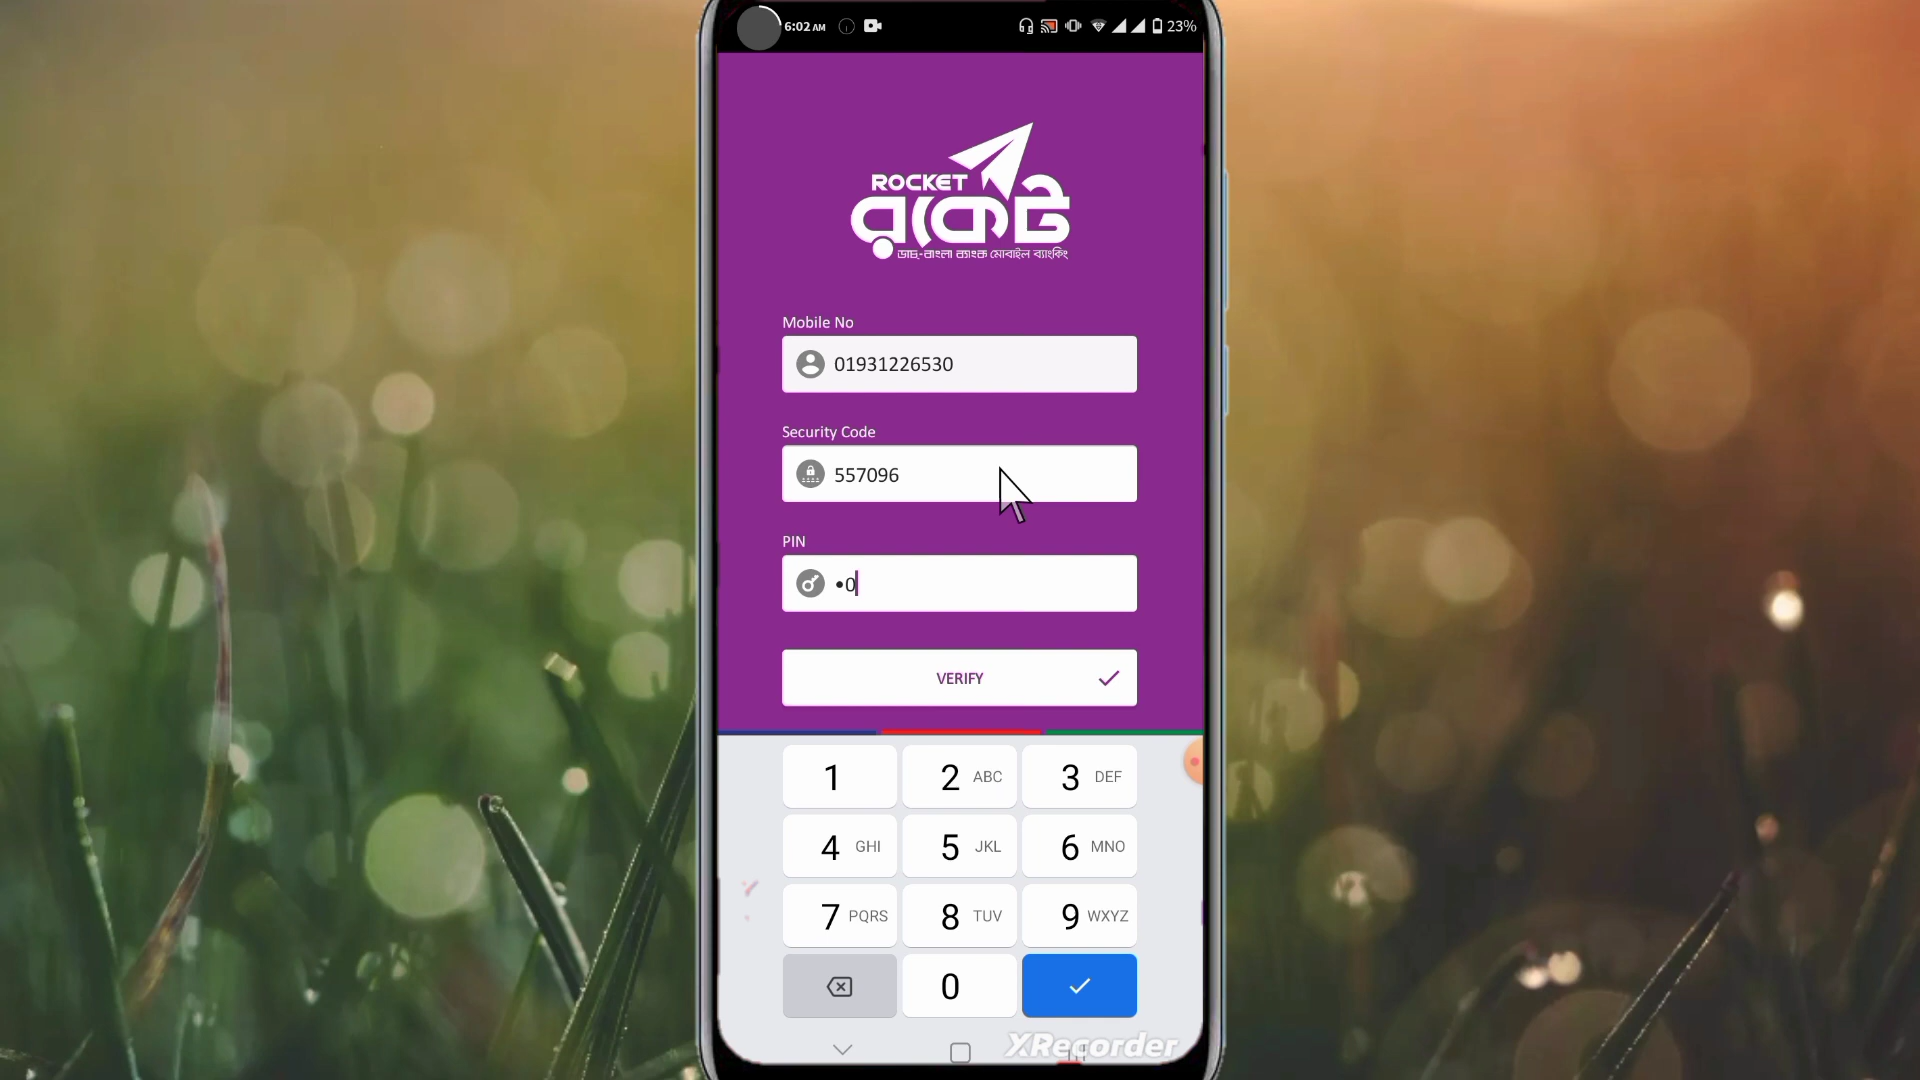 6:02 AM
23%
ROCKET
রকেট
ডাচ্-বাংলা ব্যাংক মোবাইল ব্যাংকিং
Mobile No
01931226530
Security Code
557096
PIN
•0
VERIFY
1
2 ABC
3 DEF
4 GHI
5 JKL
6 MNO
7 PQRS
8 TUV
9 WXYZ
0
XRecorder